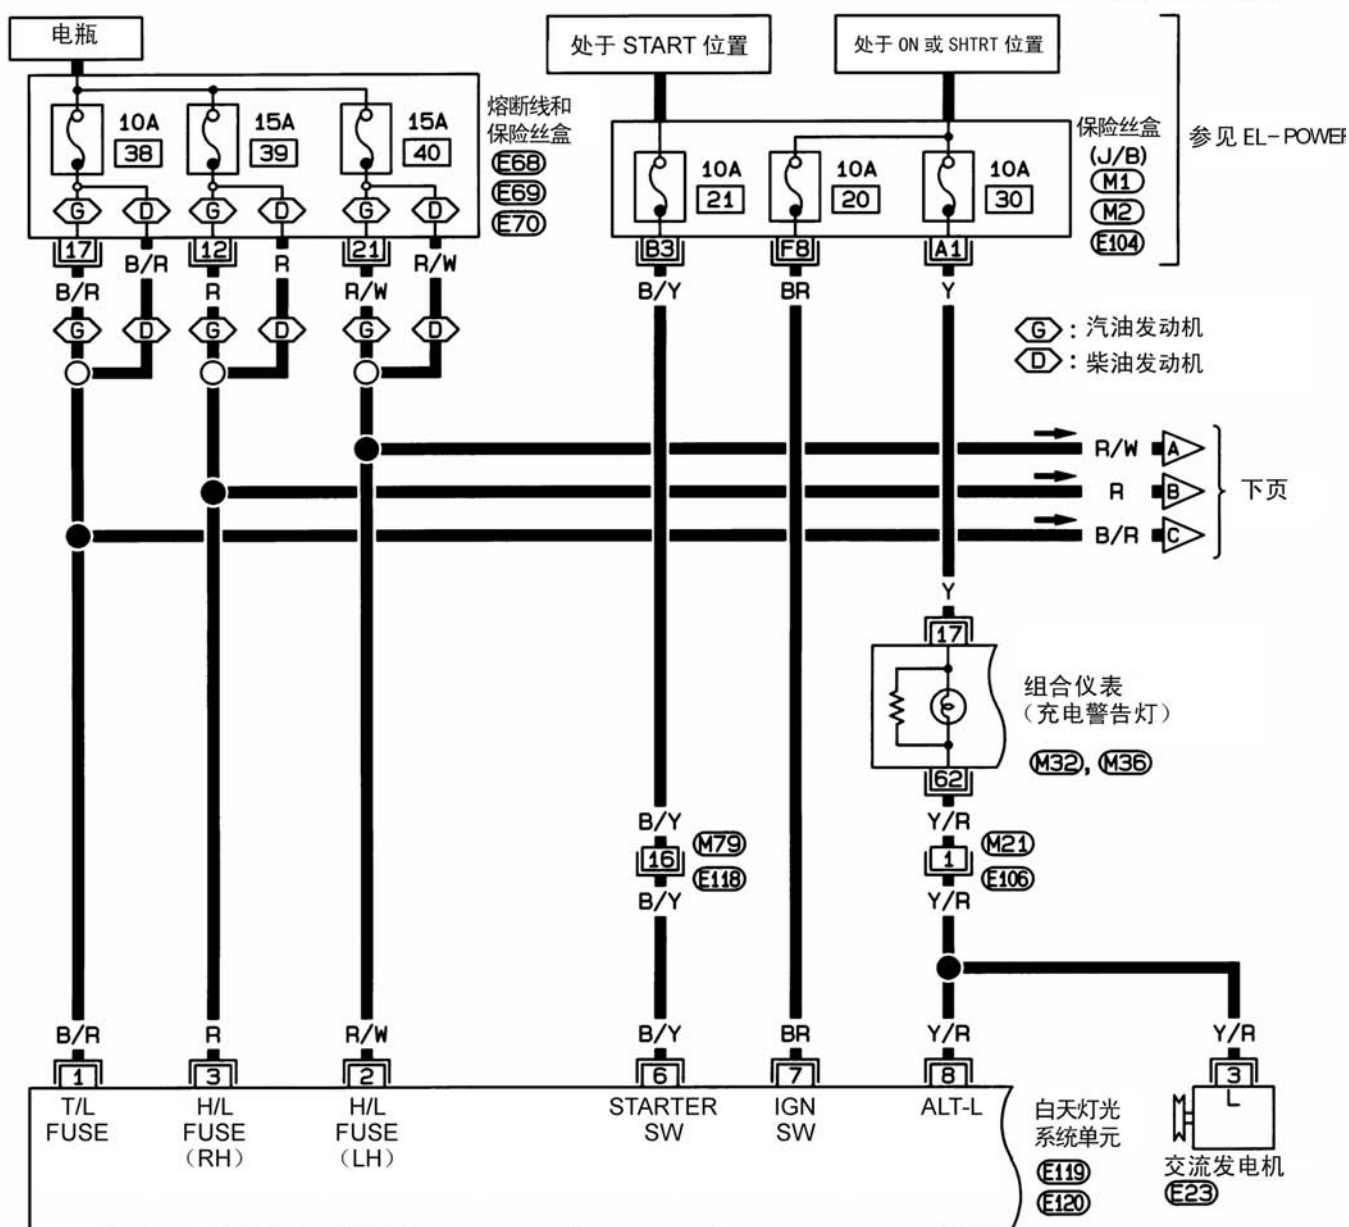 电瓶
处于 START 位置
处于 ON 或 SHTRT 位置
10A
38
15A
39
15A
40
熔断线和
保险丝盒
E68
E69
E70
10A
21
10A
20
10A
30
保险丝盒
(J/B)
M1
M2
E104
参见 EL-POWER
G D G D G D
17 B/R 12 R 21 R/W
B/R R R/W
G D G D G D
B3 F8 A1
B/Y BR Y
G : 汽油发动机
D : 柴油发动机
R/W A
R B
B/R C
下页
Y
17
组合仪表
(充电警告灯)
M32, M36
62
B/Y
16
M79
E118
B/Y
Y/R
1
M21
E106
Y/R
B/R R R/W B/Y BR Y/R Y/R
1 3 2 6 7 8 3
T/L
FUSE
H/L
FUSE
(RH)
H/L
FUSE
(LH)
STARTER
SW
IGN
SW
ALT-L
白天灯光
系统单元
E119
E120
L
交流发电机
E23